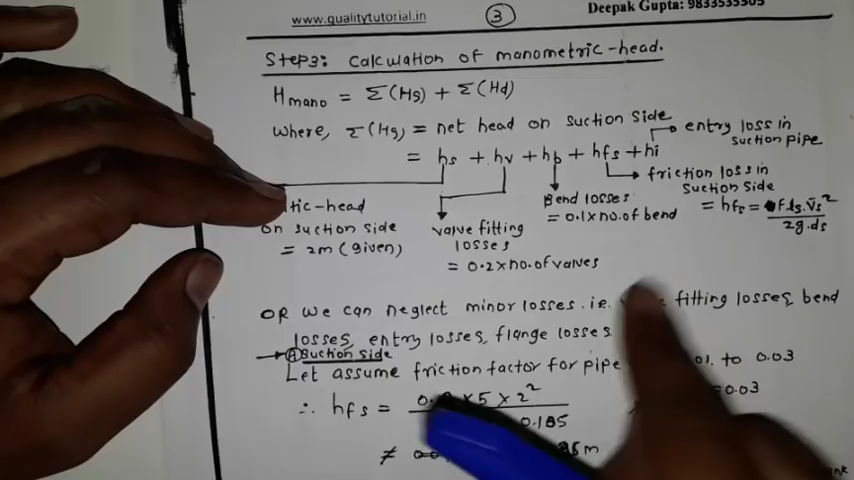 www.qualitytutorial.in
3
Deepak Gupta: 9833535505
Step3: Calculation of manometric-head.
Hmano = Σ(Hs) + Σ(Hd)
where, Σ(Hs) = net head on suction side
= hs + hv + hb + hfs + hi
entry loss in
suction pipe
friction loss in
suction side
= hfs = f.ls.Vs² / 2g.ds
Bend losses
= 0.1x no. of bend
valve fitting
losses
= 0.2 x no. of valves
tic-head
on suction side
= 2m (given)
OR we can neglect minor losses. i.e. fitting losses, bend
losses, entry losses, flange losses
A Suction side
Let assume friction factor for pipe 01. to 0.03
=0.03
∴ hfs = x 5 x 2²
0.185